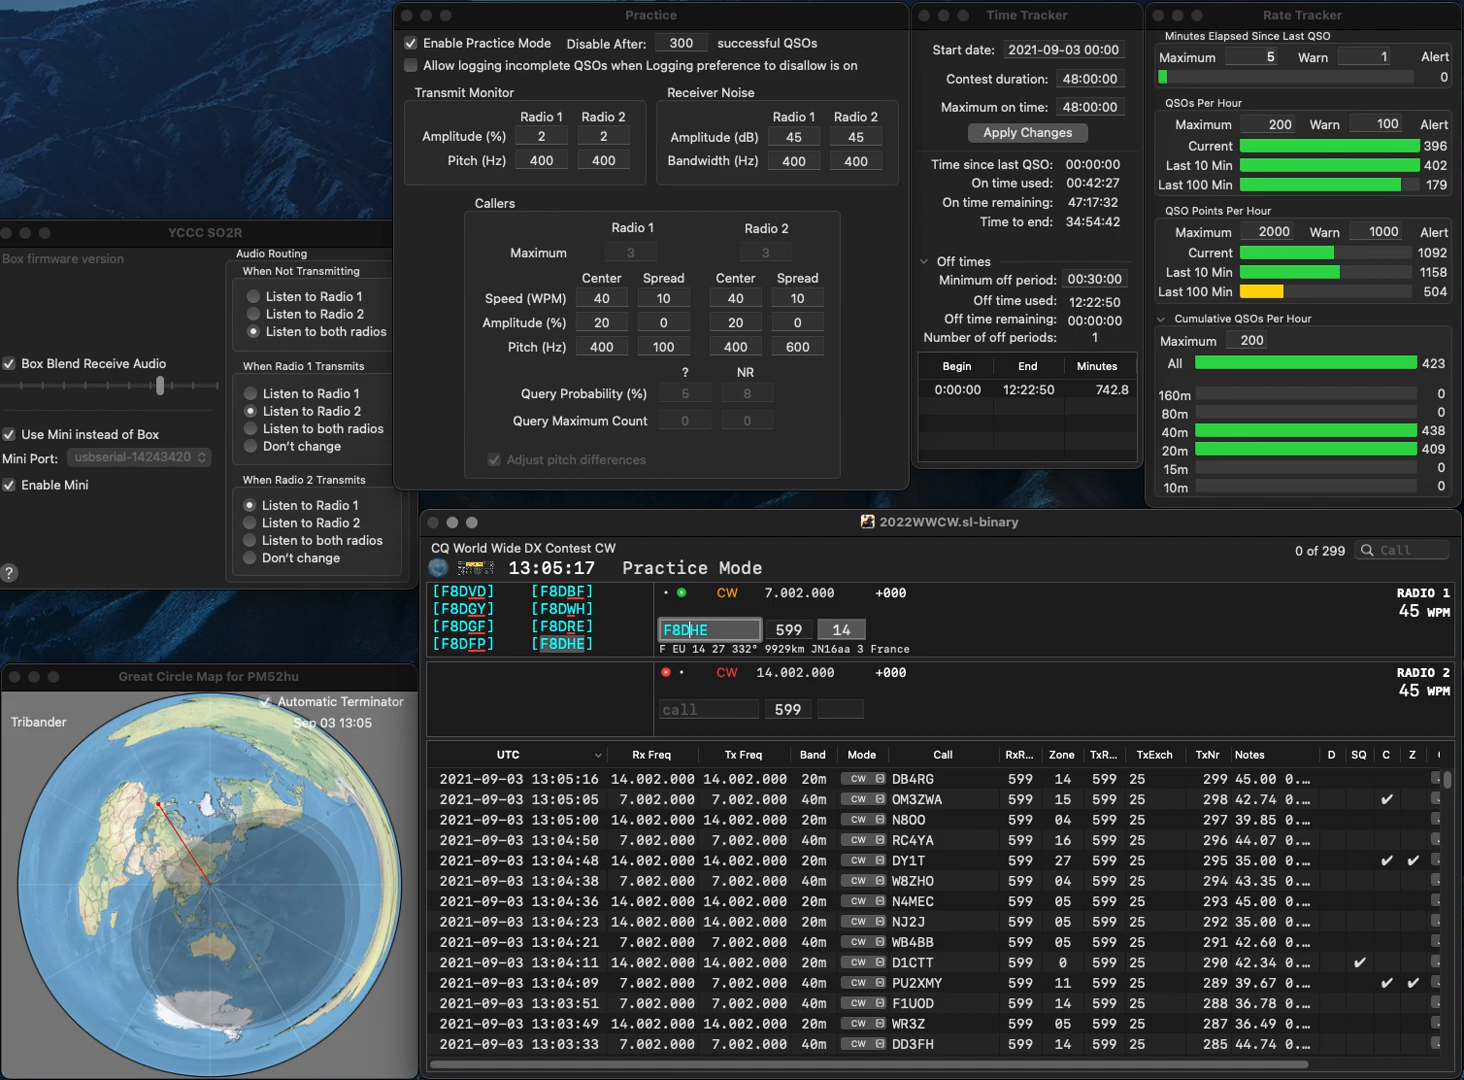 Practice
Enable Practice Mode Disable After: 300 successful QSOs
Allow logging incomplete QSOs when Logging preference to disallow is on
Transmit Monitor
Radio 1 Radio 2
Amplitude (%) 2 2
Pitch (Hz) 400 400
Receiver Noise
Radio 1 Radio 2
Amplitude (dB) 45 45
Bandwidth (Hz) 400 400
Callers
Radio 1 Radio 2
Maximum 3 3
Center Spread Center Spread
Speed (WPM) 40 10 40 10
Amplitude (%) 20 0 20 0
Pitch (Hz) 400 100 400 600
? NR
Query Probability (%) 5 8
Query Maximum Count 0 0
Adjust pitch differences
Time Tracker
Start date: 2021-09-03 00:00
Contest duration: 48:00:00
Maximum on time: 48:00:00
Apply Changes
Time since last QSO: 00:00:00
On time used: 00:42:27
On time remaining: 47:17:32
Time to end: 34:54:42
Off times
Minimum off period: 00:30:00
Off time used: 12:22:50
Off time remaining: 00:00:00
Number of off periods: 1
Begin End Minutes
0:00:00 12:22:50 742.8
Rate Tracker
Minutes Elapsed Since Last QSO
Maximum 5 Warn 1 Alert
0
QSOs Per Hour
Maximum 200 Warn 100 Alert
Current 396
Last 10 Min 402
Last 100 Min 179
QSO Points Per Hour
Maximum 2000 Warn 1000 Alert
Current 1092
Last 10 Min 1158
Last 100 Min 504
Cumulative QSOs Per Hour
Maximum 200
All 423
160m 0
80m 0
40m 438
20m 409
15m 0
10m 0
YCCC SO2R
Box firmware version
Box Blend Receive Audio
Use Mini instead of Box
Mini Port: usbserial-14243420
Enable Mini
?
Audio Routing
When Not Transmitting
Listen to Radio 1
Listen to Radio 2
Listen to both radios
When Radio 1 Transmits
Listen to Radio 1
Listen to Radio 2
Listen to both radios
Don't change
When Radio 2 Transmits
Listen to Radio 1
Listen to Radio 2
Listen to both radios
Don't change
Great Circle Map for PM52hu
Automatic Terminator
Tribander Sep 03 13:05
2022WWCW.sl-binary
CQ World Wide DX Contest CW
0 of 299 Call
13:05:17 Practice Mode
[F8DVD] [F8DBF]
[F8DGY] [F8DWH]
[F8DGF] [F8DRE]
[F8DFP] [F8DHE]
CW 7.002.000 +000 RADIO 1
45 WPM
F8DHE 599 14
F EU 14 27 332° 9929km JN16aa 3 France
CW 14.002.000 +000 RADIO 2
45 WPM
call 599
UTC Rx Freq Tx Freq Band Mode Call RxR... Zone TxR... TxExch TxNr Notes D SQ C Z
2021-09-03 13:05:16 14.002.000 14.002.000 20m CW DB4RG 599 14 599 25 299 45.00 0....
2021-09-03 13:05:05 7.002.000 7.002.000 40m CW OM3ZWA 599 15 599 25 298 42.74 0.... ✔
2021-09-03 13:05:00 14.002.000 14.002.000 20m CW N8OO 599 04 599 25 297 39.85 0....
2021-09-03 13:04:50 7.002.000 7.002.000 40m CW RC4YA 599 16 599 25 296 44.07 0....
2021-09-03 13:04:48 14.002.000 14.002.000 20m CW DY1T 599 27 599 25 295 35.00 0.... ✔ ✔
2021-09-03 13:04:38 7.002.000 7.002.000 40m CW W8ZHO 599 04 599 25 294 43.35 0....
2021-09-03 13:04:36 14.002.000 14.002.000 20m CW N4MEC 599 05 599 25 293 45.00 0....
2021-09-03 13:04:23 14.002.000 14.002.000 20m CW NJ2J 599 05 599 25 292 35.00 0....
2021-09-03 13:04:21 7.002.000 7.002.000 40m CW WB4BB 599 05 599 25 291 42.60 0....
2021-09-03 13:04:11 14.002.000 14.002.000 20m CW D1CTT 599 0 599 25 290 42.34 0.... ✔
2021-09-03 13:04:09 7.002.000 7.002.000 40m CW PU2XMY 599 11 599 25 289 39.67 0.... ✔ ✔
2021-09-03 13:03:51 7.002.000 7.002.000 40m CW F1UOD 599 14 599 25 288 36.78 0....
2021-09-03 13:03:49 14.002.000 14.002.000 20m CW WR3Z 599 05 599 25 287 36.49 0....
2021-09-03 13:03:33 7.002.000 7.002.000 40m CW DD3FH 599 14 599 25 285 44.74 0....